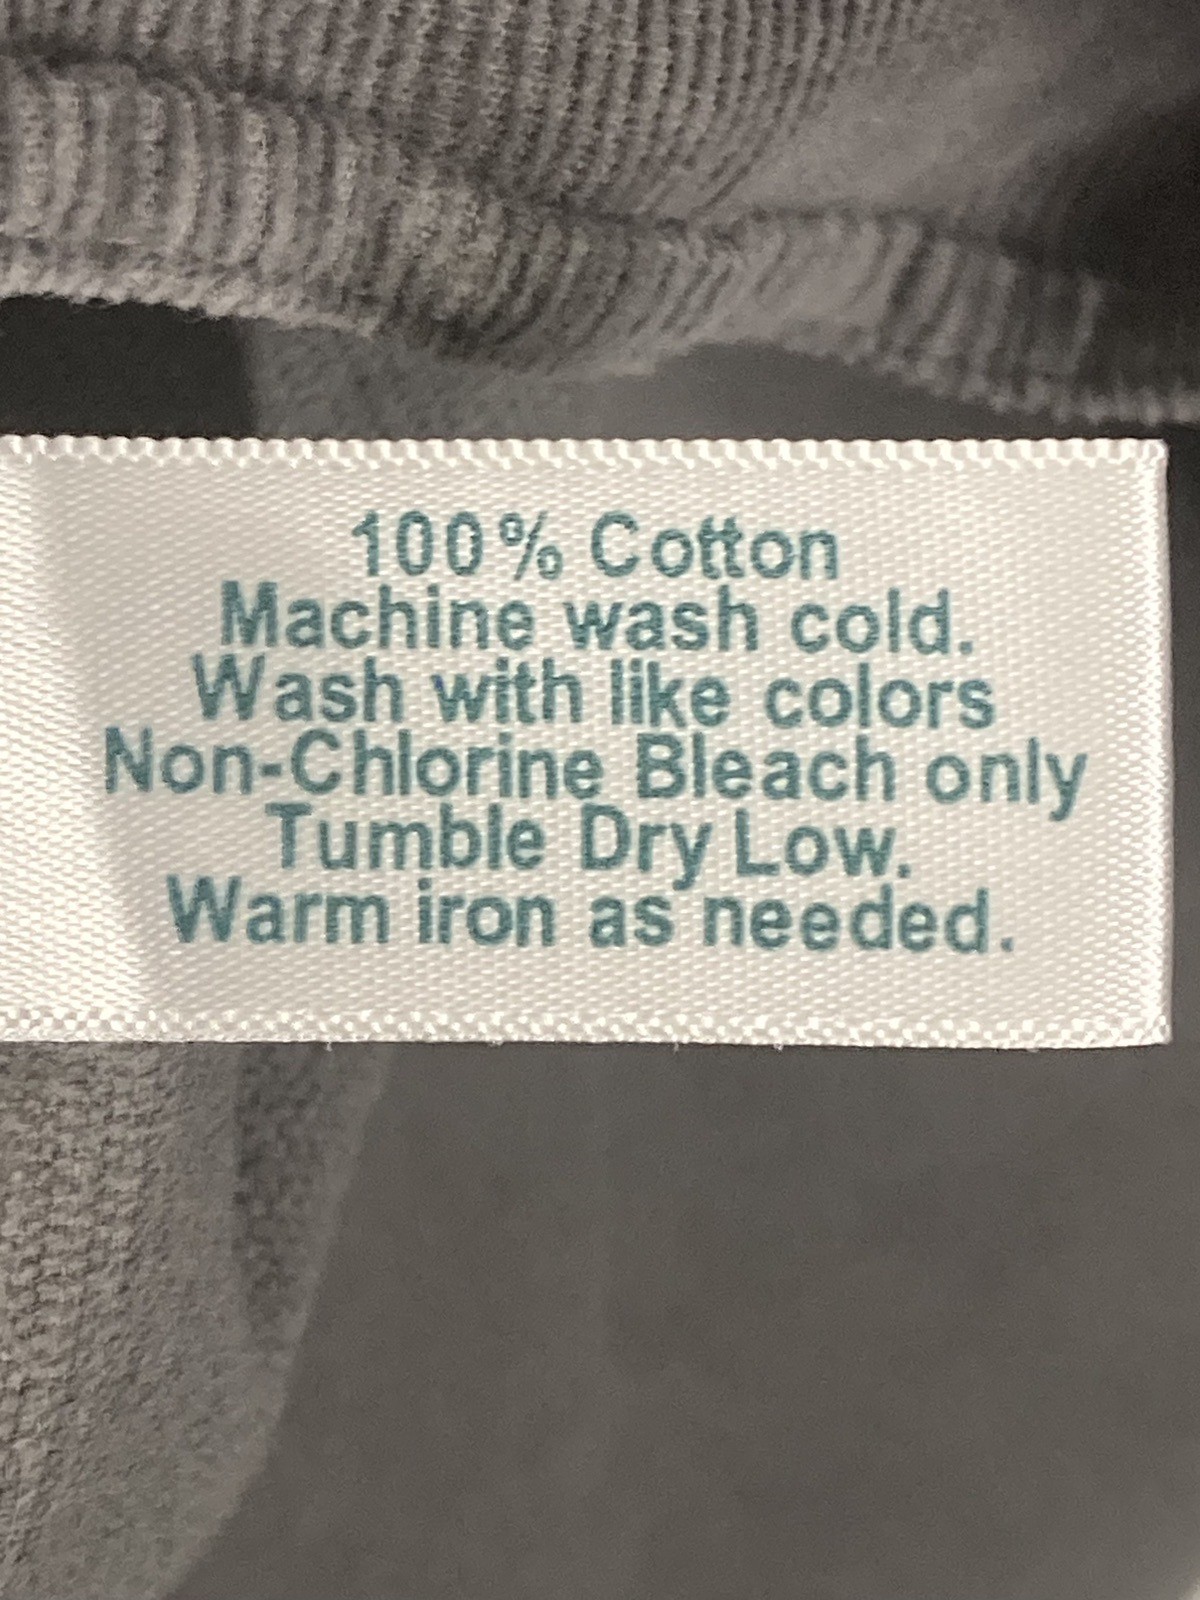 100% Cotton
Machine wash cold.
Wash with like colors
Non-Chlorine Bleach only
Tumble Dry Low.
Warm iron as needed.